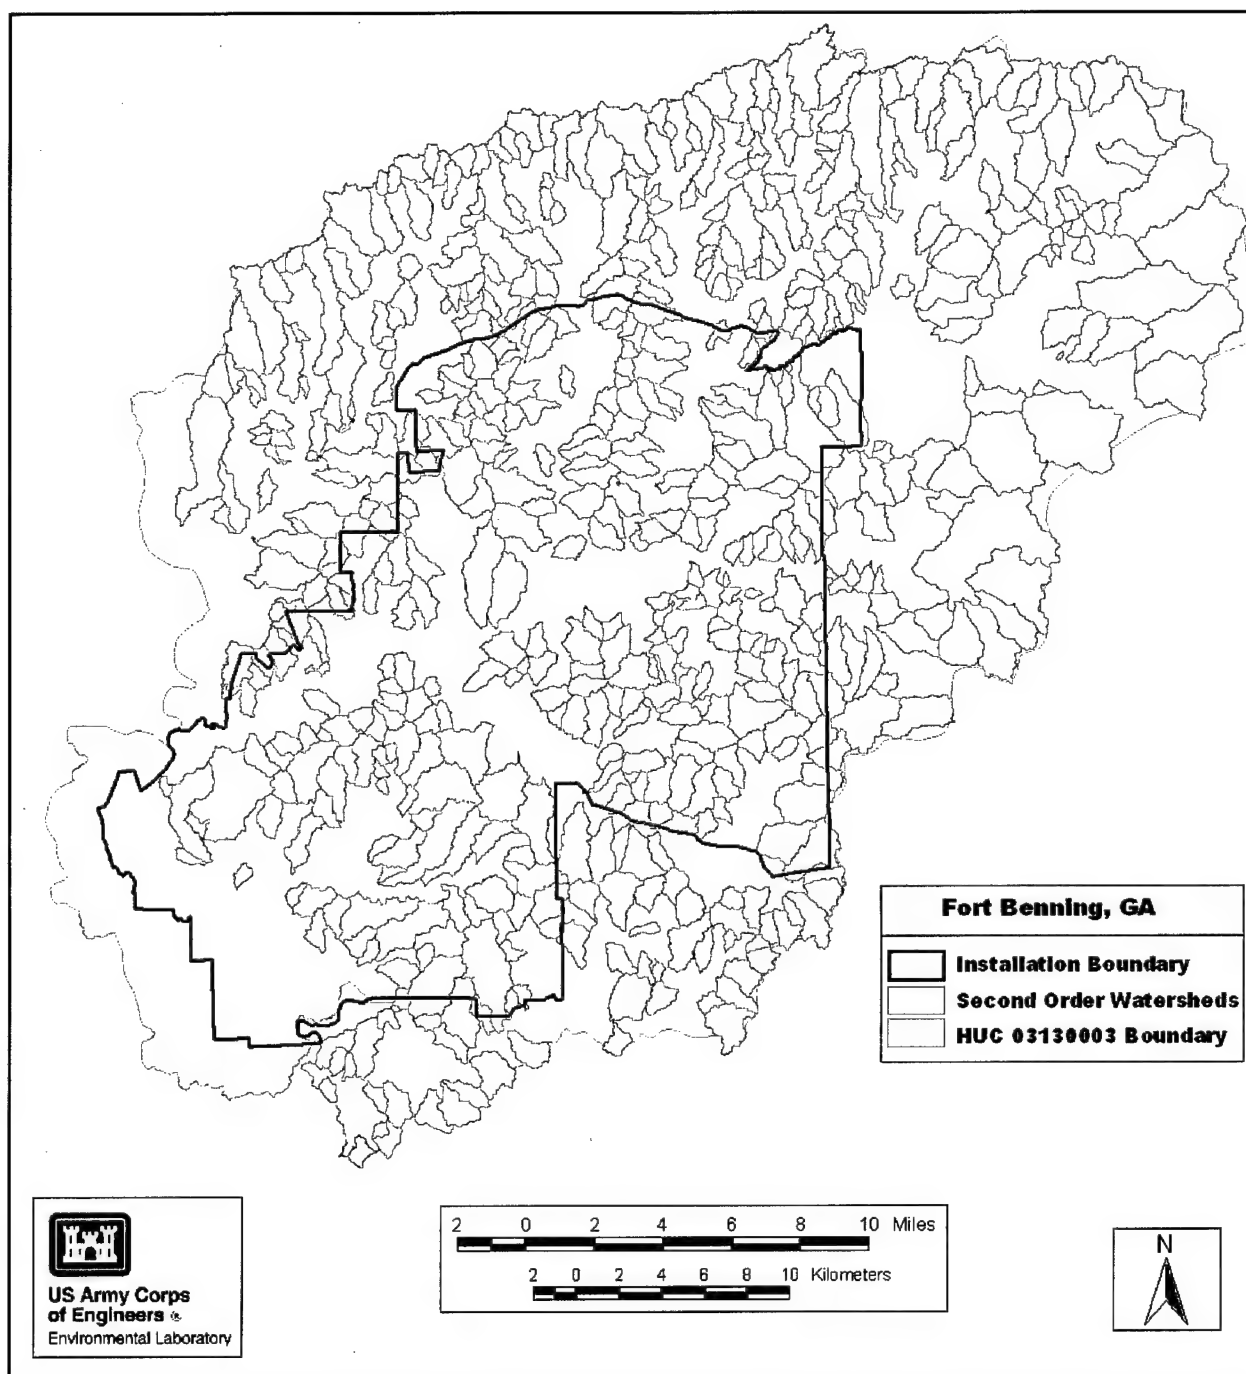 Fort Benning, GA
Installation Boundary
Second Order Watersheds
HUC 03130003 Boundary
US Army Corps
of Engineers ®
Environmental Laboratory
2 0 2 4 6 8 10 Miles
2 0 2 4 6 8 10 Kilometers
N